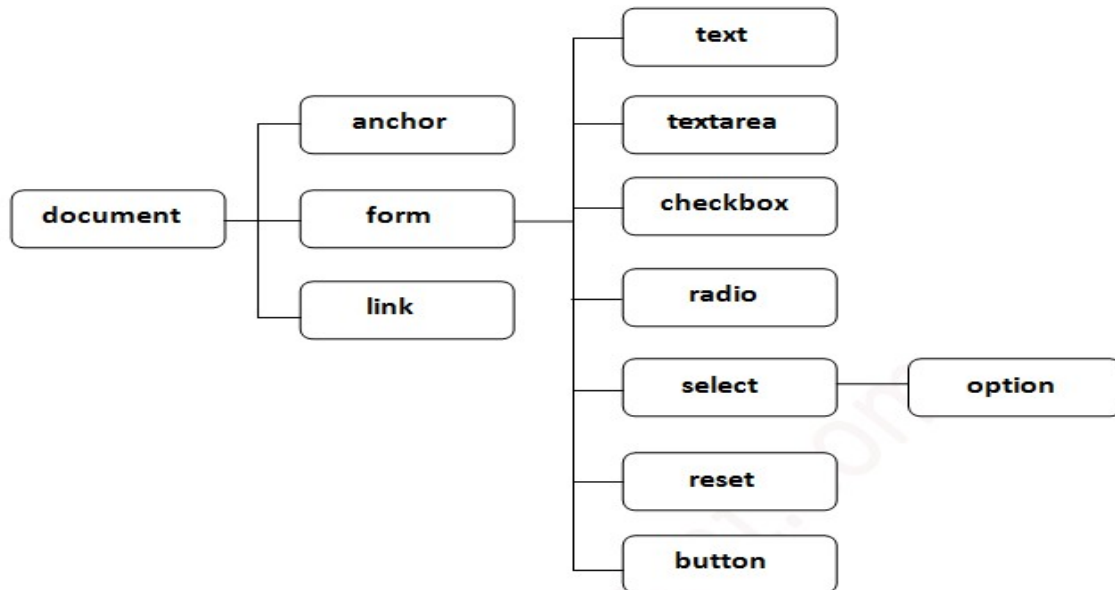 document
anchor
form
link
text
textarea
checkbox
radio
select
option
reset
button